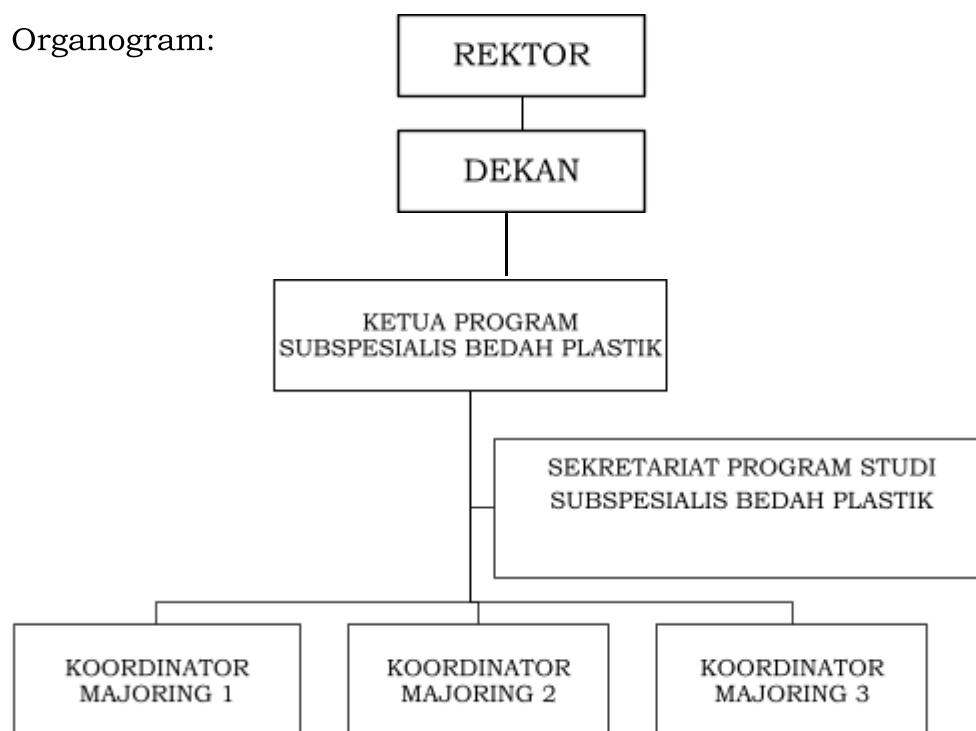 Organogram:
REKTOR
DEKAN
KETUA PROGRAM
SUBSPESIALIS BEDAH PLASTIK
SEKRETARIAT PROGRAM STUDI
SUBSPESIALIS BEDAH PLASTIK
KOORDINATOR
MAJORING 1
KOORDINATOR
MAJORING 2
KOORDINATOR
MAJORING 3